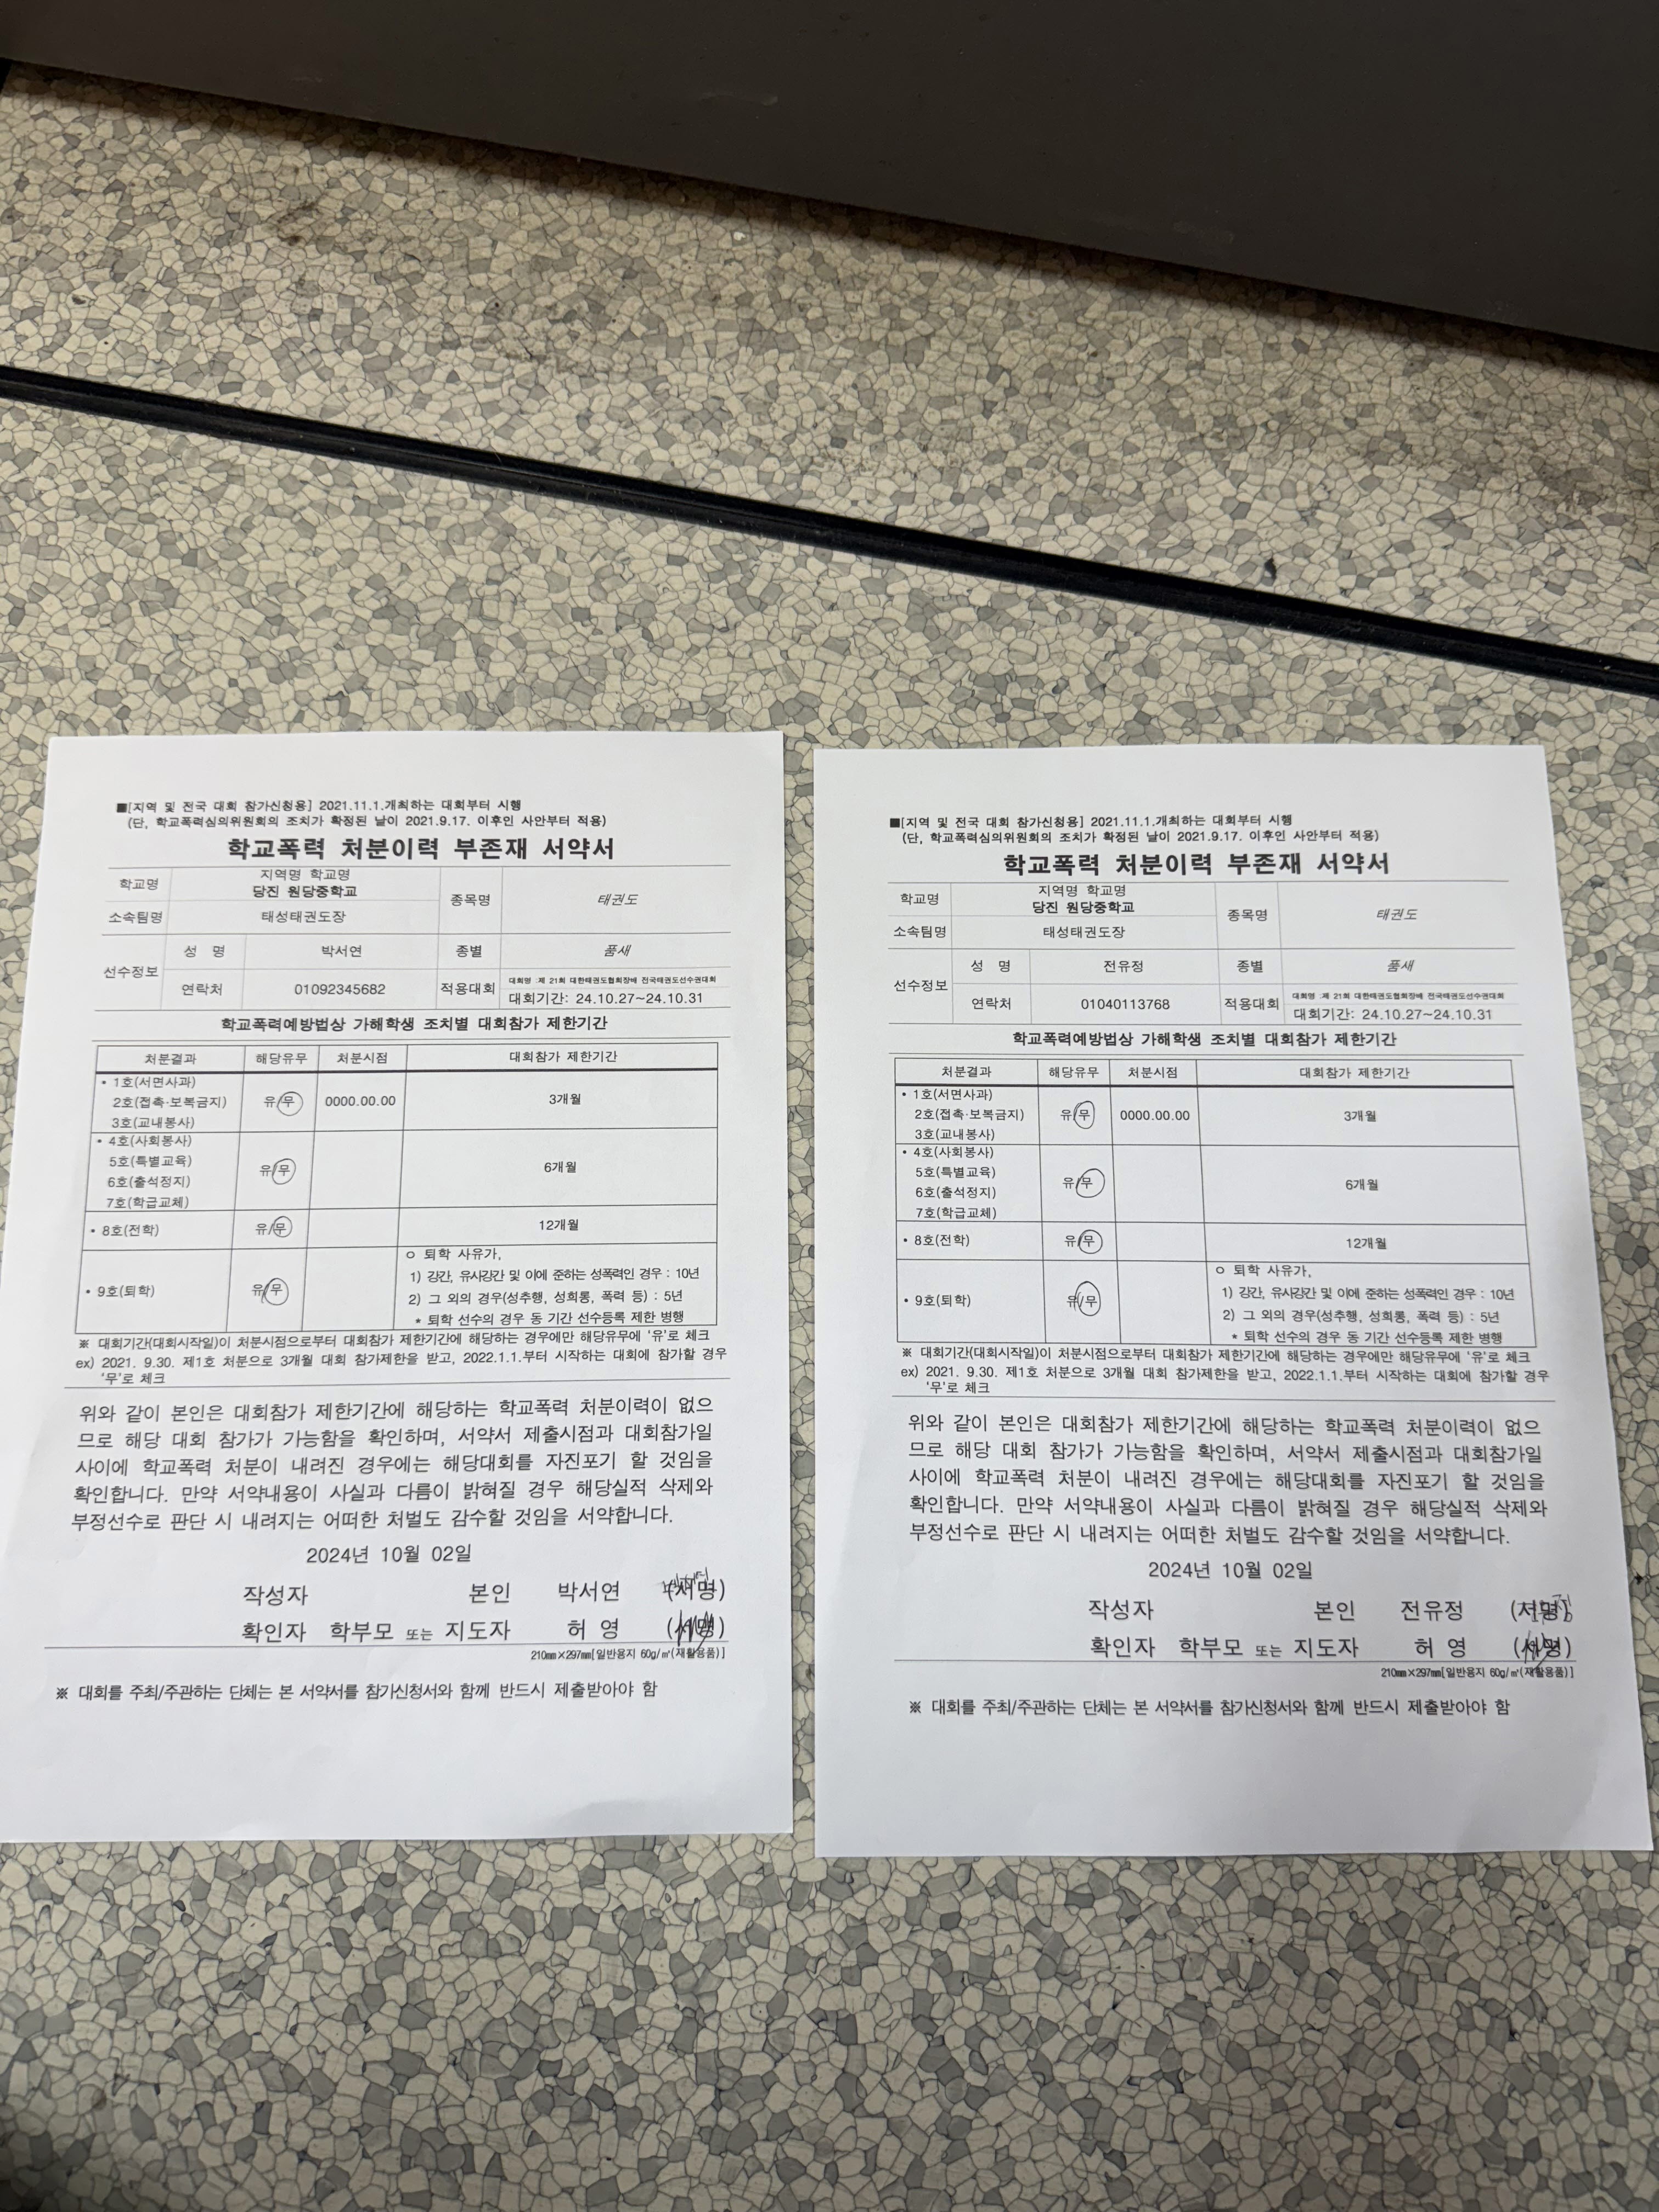 ■[지역 및 전국 대회 참가신청용] 2021.11.1.개최하는 대회부터 시행
(단, 학교폭력심의위원회의 조치가 확정된 날이 2021.9.17. 이후인 사안부터 적용)
학교폭력 처분이력 부존재 서약서
학교명 지역명 학교명
당진 원당중학교 종목명 태권도
소속팀명 태성태권도장
선수정보 성 명 박서연 종별 품새
연락처 01092345682 적용대회 대회명 :제 21회 대한태권도협회장배 전국태권도선수권대회
대회기간: 24.10.27~24.10.31
학교폭력예방법상 가해학생 조치별 대회참가 제한기간
처분결과 해당유무 처분시점 대회참가 제한기간
• 1호(서면사과)
2호(접촉·보복금지) 유/무 0000.00.00 3개월
3호(교내봉사)
• 4호(사회봉사)
5호(특별교육) 유/무 6개월
6호(출석정지)
7호(학급교체)
• 8호(전학) 유/무 12개월
• 9호(퇴학) 유/무 ㅇ 퇴학 사유가,
1) 강간, 유사강간 및 이에 준하는 성폭력인 경우 : 10년
2) 그 외의 경우(성추행, 성희롱, 폭력 등) : 5년
* 퇴학 선수의 경우 동 기간 선수등록 제한 병행
※ 대회기간(대회시작일)이 처분시점으로부터 대회참가 제한기간에 해당하는 경우에만 해당유무에 '유'로 체크
ex) 2021. 9.30. 제1호 처분으로 3개월 대회 참가제한을 받고, 2022.1.1.부터 시작하는 대회에 참가할 경우
'무'로 체크
위와 같이 본인은 대회참가 제한기간에 해당하는 학교폭력 처분이력이 없으
므로 해당 대회 참가가 가능함을 확인하며, 서약서 제출시점과 대회참가일
사이에 학교폭력 처분이 내려진 경우에는 해당대회를 자진포기 할 것임을
확인합니다. 만약 서약내용이 사실과 다름이 밝혀질 경우 해당실적 삭제와
부정선수로 판단 시 내려지는 어떠한 처벌도 감수할 것임을 서약합니다.
2024년 10월 02일
작성자 본인 박서연 (서명)
확인자 학부모 또는 지도자 허 영 (서명)
210㎜×297㎜[일반용지 60g/㎡(재활용품)]
※ 대회를 주최/주관하는 단체는 본 서약서를 참가신청서와 함께 반드시 제출받아야 함
■[지역 및 전국 대회 참가신청용] 2021.11.1.개최하는 대회부터 시행
(단, 학교폭력심의위원회의 조치가 확정된 날이 2021.9.17. 이후인 사안부터 적용)
학교폭력 처분이력 부존재 서약서
학교명 지역명 학교명
당진 원당중학교 종목명 태권도
소속팀명 태성태권도장
선수정보 성 명 전유정 종별 품새
연락처 01040113768 적용대회 대회명 :제 21회 대한태권도협회장배 전국태권도선수권대회
대회기간: 24.10.27~24.10.31
학교폭력예방법상 가해학생 조치별 대회참가 제한기간
처분결과 해당유무 처분시점 대회참가 제한기간
• 1호(서면사과)
2호(접촉·보복금지) 유/무 0000.00.00 3개월
3호(교내봉사)
• 4호(사회봉사)
5호(특별교육) 유/무 6개월
6호(출석정지)
7호(학급교체)
• 8호(전학) 유/무 12개월
• 9호(퇴학) 유/무 ㅇ 퇴학 사유가,
1) 강간, 유사강간 및 이에 준하는 성폭력인 경우 : 10년
2) 그 외의 경우(성추행, 성희롱, 폭력 등) : 5년
* 퇴학 선수의 경우 동 기간 선수등록 제한 병행
※ 대회기간(대회시작일)이 처분시점으로부터 대회참가 제한기간에 해당하는 경우에만 해당유무에 '유'로 체크
ex) 2021. 9.30. 제1호 처분으로 3개월 대회 참가제한을 받고, 2022.1.1.부터 시작하는 대회에 참가할 경우
'무'로 체크
위와 같이 본인은 대회참가 제한기간에 해당하는 학교폭력 처분이력이 없으
므로 해당 대회 참가가 가능함을 확인하며, 서약서 제출시점과 대회참가일
사이에 학교폭력 처분이 내려진 경우에는 해당대회를 자진포기 할 것임을
확인합니다. 만약 서약내용이 사실과 다름이 밝혀질 경우 해당실적 삭제와
부정선수로 판단 시 내려지는 어떠한 처벌도 감수할 것임을 서약합니다.
2024년 10월 02일
작성자 본인 전유정 (서명)
확인자 학부모 또는 지도자 허 영 (서명)
210㎜×297㎜[일반용지 60g/㎡(재활용품)]
※ 대회를 주최/주관하는 단체는 본 서약서를 참가신청서와 함께 반드시 제출받아야 함